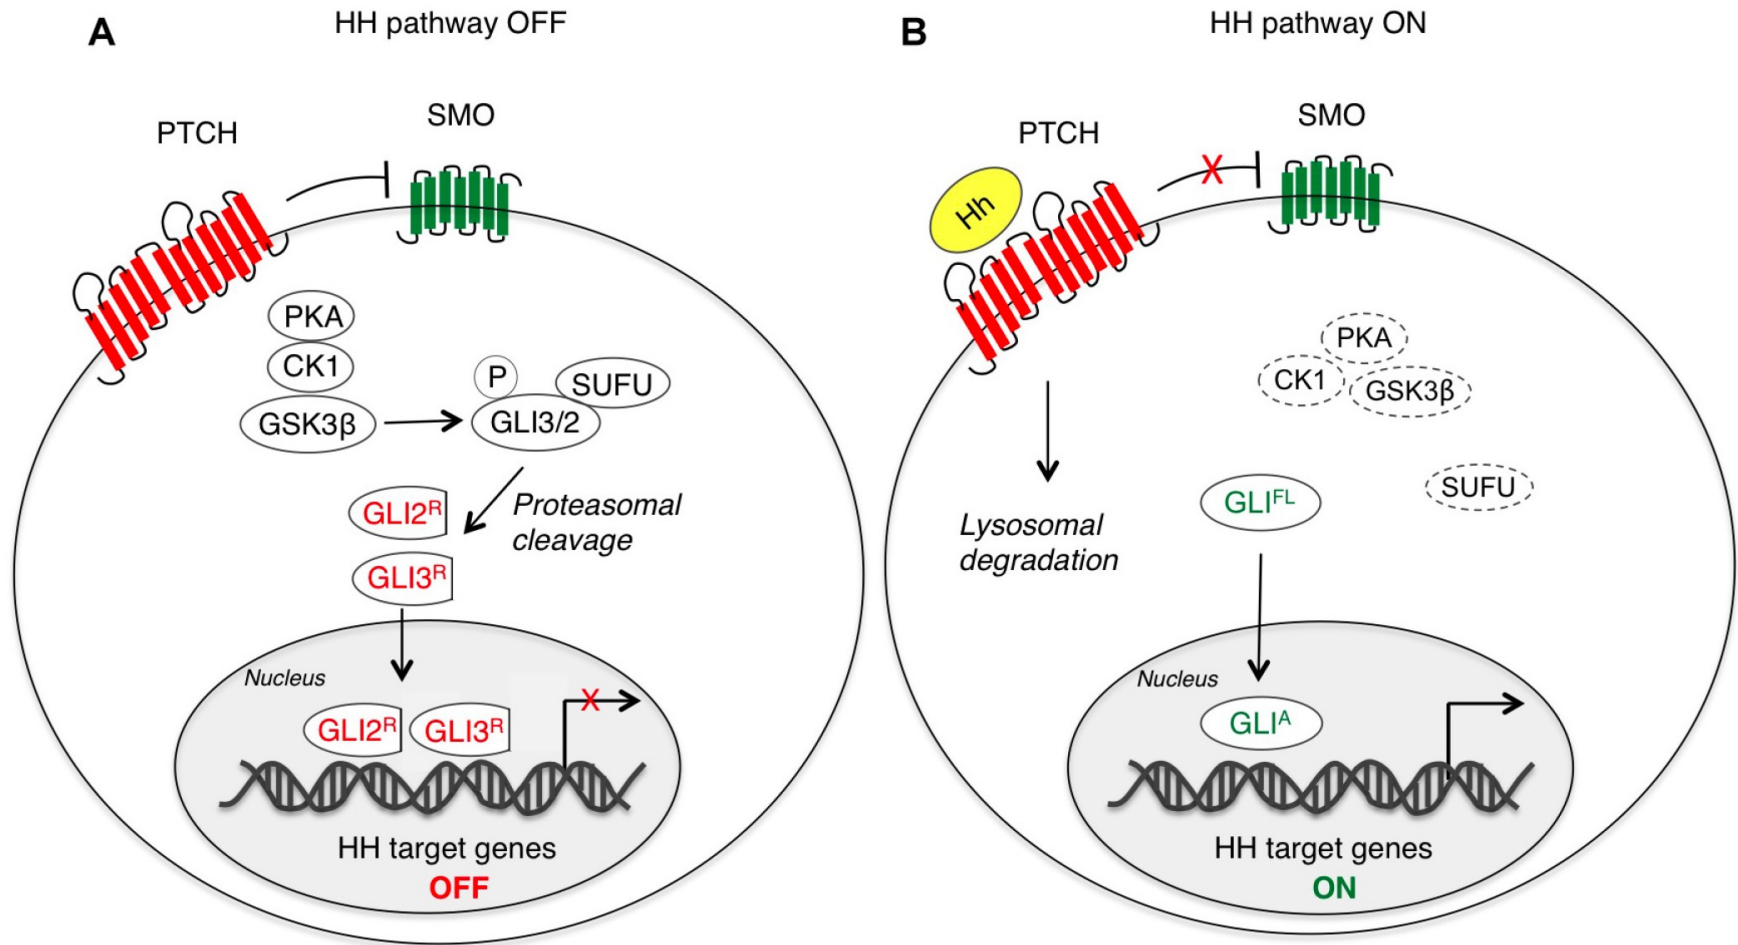 A
HH pathway OFF
PTCH
SMO
PKA
CK1
GSK3β
P
SUFU
GLI3/2
GLI2R
Proteasomal
cleavage
GLI3R
Nucleus
X
GLI2R
GLI3R
HH target genes
OFF
B
HH pathway ON
PTCH
SMO
X
Hh
PKA
CK1
GSK3β
SUFU
GLIFL
Lysosomal
degradation
Nucleus
GLIA
HH target genes
ON